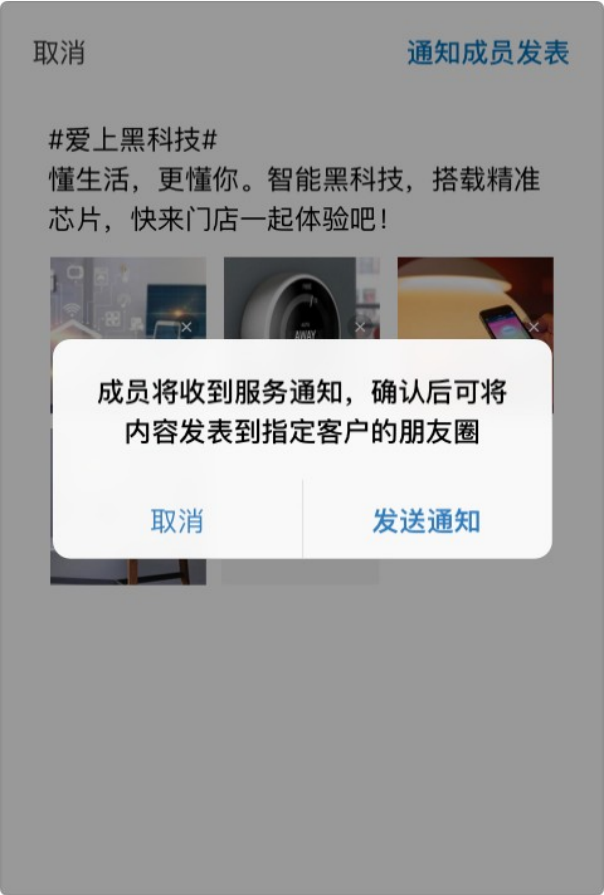 取消
通知成员发表
#爱上黑科技#
懂生活，更懂你。智能黑科技，搭载精准
芯片，快来门店一起体验吧！
AWAY
成员将收到服务通知，确认后可将
内容发表到指定客户的朋友圈
取消
发送通知